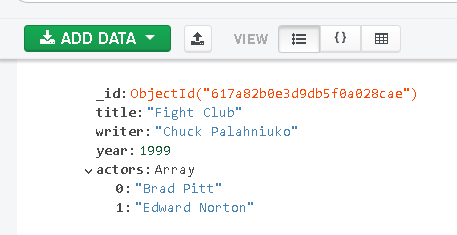 ADD DATA VIEW {}
_id: ObjectId("617a82b0e3d9db5f0a028cae")
title: "Fight Club"
writer: "Chuck Palahniuko"
year: 1999
actors: Array
0: "Brad Pitt"
1: "Edward Norton"